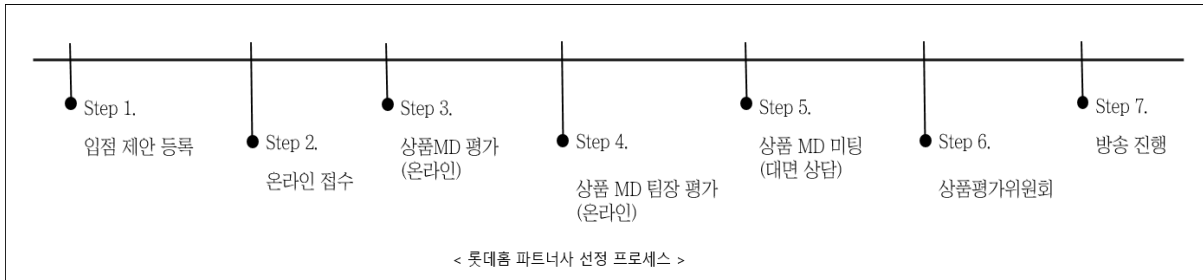 Step 1.
입점 제안 등록
Step 2.
온라인 접수
Step 3.
상품MD 평가
(온라인)
Step 4.
상품 MD 팀장 평가
(온라인)
Step 5.
상품 MD 미팅
(대면 상담)
Step 6.
상품평가위원회
Step 7.
방송 진행
< 롯데홈 파트너사 선정 프로세스 >